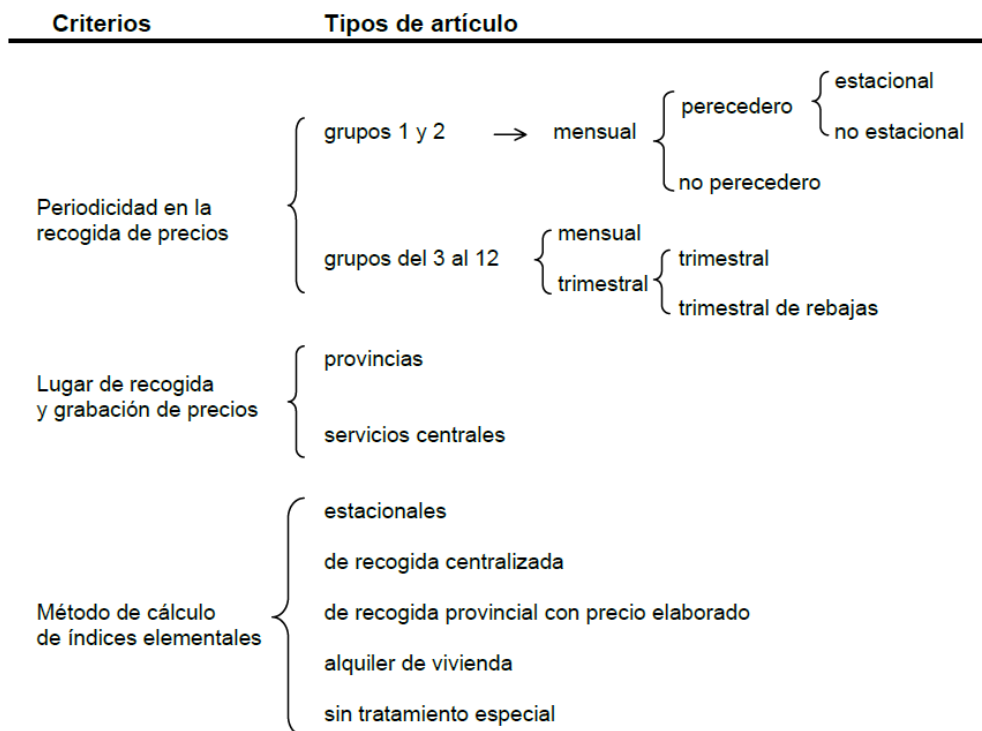 Criterios Tipos de artículo
estacional
perecedero
grupos 1 y 2 → mensual
no estacional
no perecedero
Periodicidad en la
recogida de precios
mensual
grupos del 3 al 12
trimestral
trimestral
trimestral de rebajas
provincias
Lugar de recogida
y grabación de precios
servicios centrales
estacionales
de recogida centralizada
Método de cálculo
de índices elementales
de recogida provincial con precio elaborado
alquiler de vivienda
sin tratamiento especial